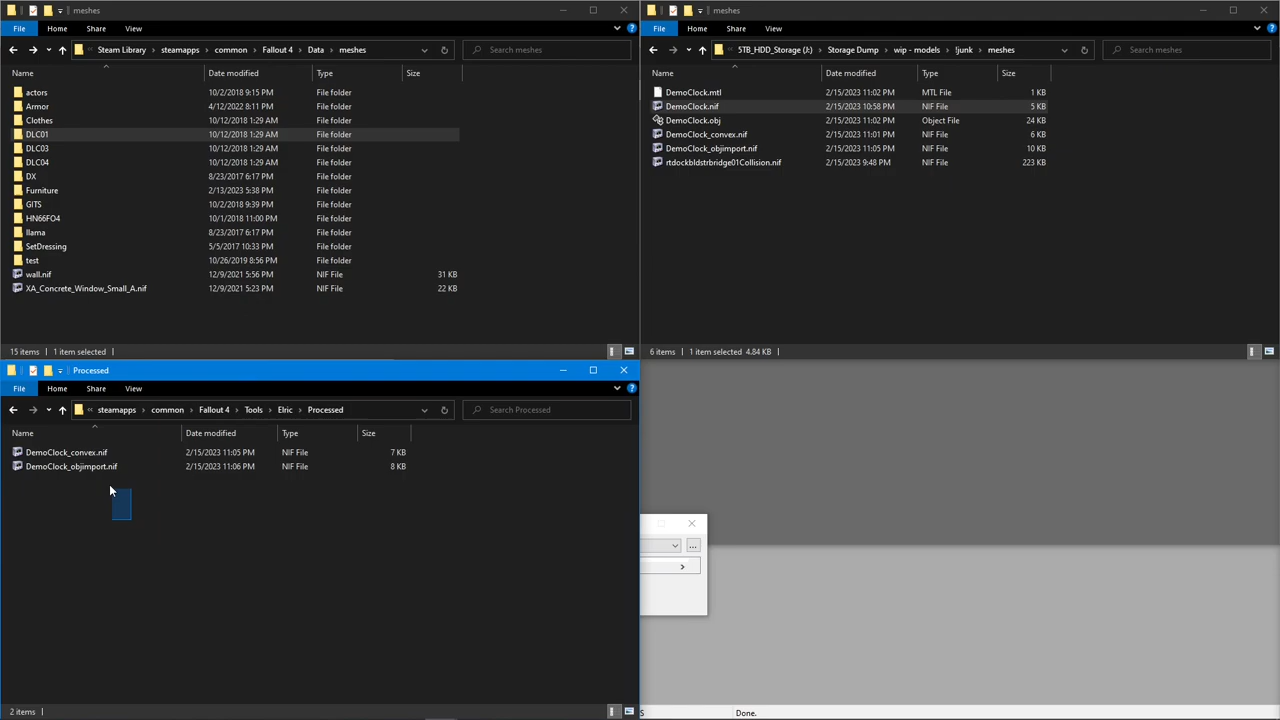 meshes
File Home Share View
Steam Library steamapps common Fallout 4 Data meshes Search meshes
Name Date modified Type Size
actors 10/2/2018 9:15 PM File folder
Armor 4/12/2022 8:11 PM File folder
Clothes 10/12/2018 1:29 AM File folder
DLC01 10/12/2018 1:29 AM File folder
DLC03 10/12/2018 1:29 AM File folder
DLC04 10/12/2018 1:29 AM File folder
DX 8/23/2017 6:17 PM File folder
Furniture 2/13/2023 5:38 PM File folder
GITS 10/2/2018 9:39 PM File folder
HN66FO4 10/1/2018 11:00 PM File folder
llama 8/23/2017 6:17 PM File folder
SetDressing 5/5/2017 10:33 PM File folder
test 10/26/2019 8:56 PM File folder
wall.nif 12/9/2021 5:56 PM NIF File 31 KB
XA_Concrete_Window_Small_A.nif 12/9/2021 5:23 PM NIF File 22 KB
15 items 1 item selected
meshes
File Home Share View
5TB_HDD_Storage (J:) Storage Dump wip - models !junk meshes Search meshes
Name Date modified Type Size
DemoClock.mtl 2/15/2023 11:02 PM MTL File 1 KB
DemoClock.nif 2/15/2023 10:58 PM NIF File 5 KB
DemoClock.obj 2/15/2023 11:02 PM Object File 24 KB
DemoClock_convex.nif 2/15/2023 11:01 PM NIF File 6 KB
DemoClock_objimport.nif 2/15/2023 11:05 PM NIF File 10 KB
rtdockbldstrbridge01Collision.nif 2/15/2023 9:48 PM NIF File 223 KB
6 items 1 item selected 4.84 KB
Processed
File Home Share View
steamapps common Fallout 4 Tools Elric Processed Search Processed
Name Date modified Type Size
DemoClock_convex.nif 2/15/2023 11:05 PM NIF File 7 KB
DemoClock_objimport.nif 2/15/2023 11:06 PM NIF File 8 KB
2 items
...
S Done.